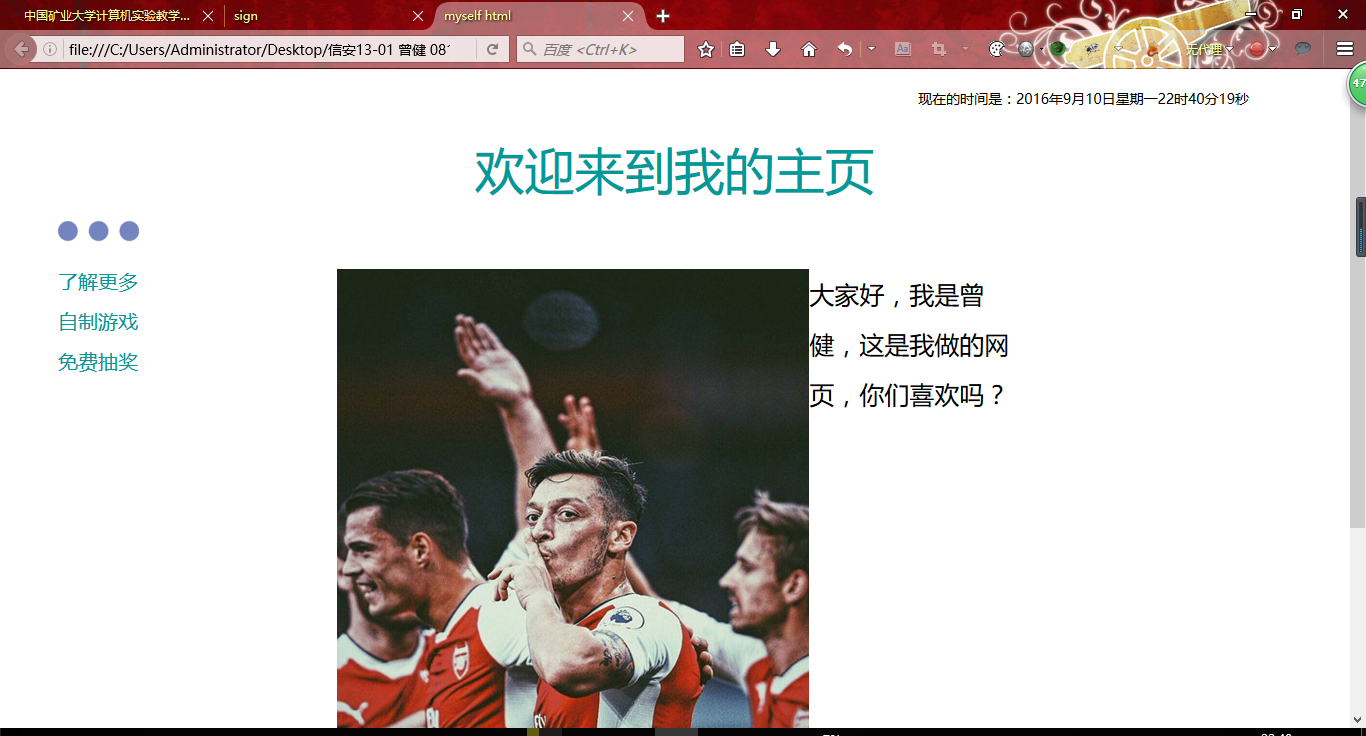 中国矿业大学计算机实验教学...
sign
myself html
file:///C:/Users/Administrator/Desktop/信安13-01 曾健 081
百度 <Ctrl+K>
无代理
47
现在的时间是：2016年9月10日星期一22时40分19秒
欢迎来到我的主页
了解更多
自制游戏
免费抽奖
大家好，我是曾
健，这是我做的网
页，你们喜欢吗？